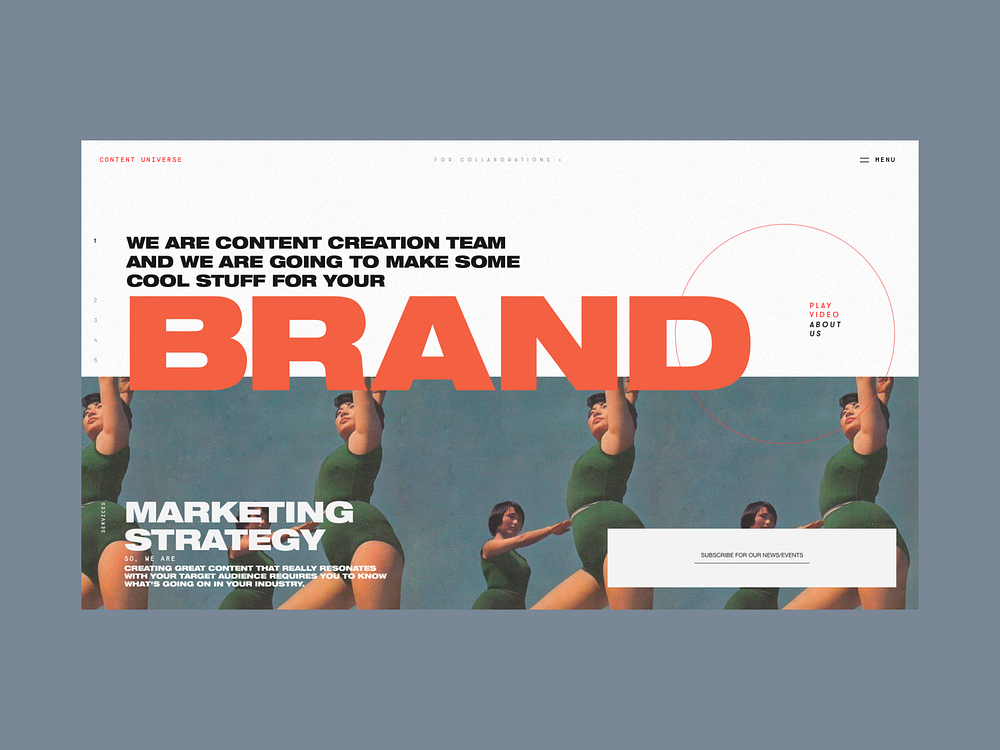 CONTENT UNIVERSE
FOR COLLABORATIONS +
MENU
1
WE ARE CONTENT CREATION TEAM
AND WE ARE GOING TO MAKE SOME
COOL STUFF FOR YOUR
BRAND
2
3
4
5
PLAY
VIDEO
ABOUT
US
SERVICES
MARKETING
STRATEGY
SO, WE ARE
CREATING GREAT CONTENT THAT REALLY RESONATES
WITH YOUR TARGET AUDIENCE REQUIRES YOU TO KNOW
WHAT'S GOING ON IN YOUR INDUSTRY.
SUBSCRIBE FOR OUR NEWS/EVENTS